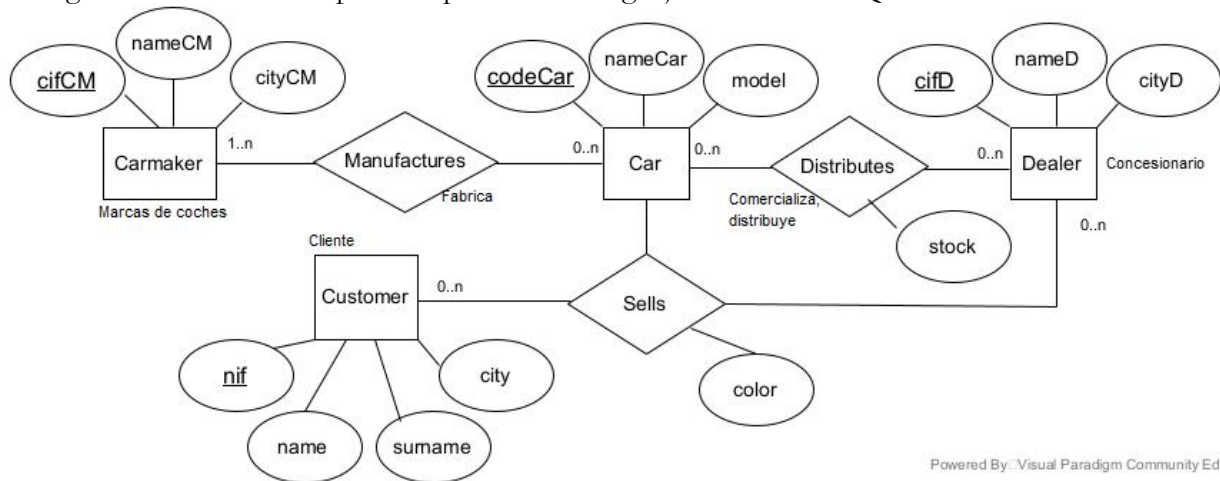 nameCM
cifCM
cityCM
Carmaker
1..n
Manufactures
0..n
Fabrica
Marcas de coches
nameCar
codeCar
model
Car
0..n
Distributes
0..n
Comercializa,
distribuye
stock
nameD
cifD
cityD
Dealer
Concesionario
0..n
Cliente
Customer
0..n
Sells
color
nif
city
name
surname
Powered By Visual Paradigm Community Ed